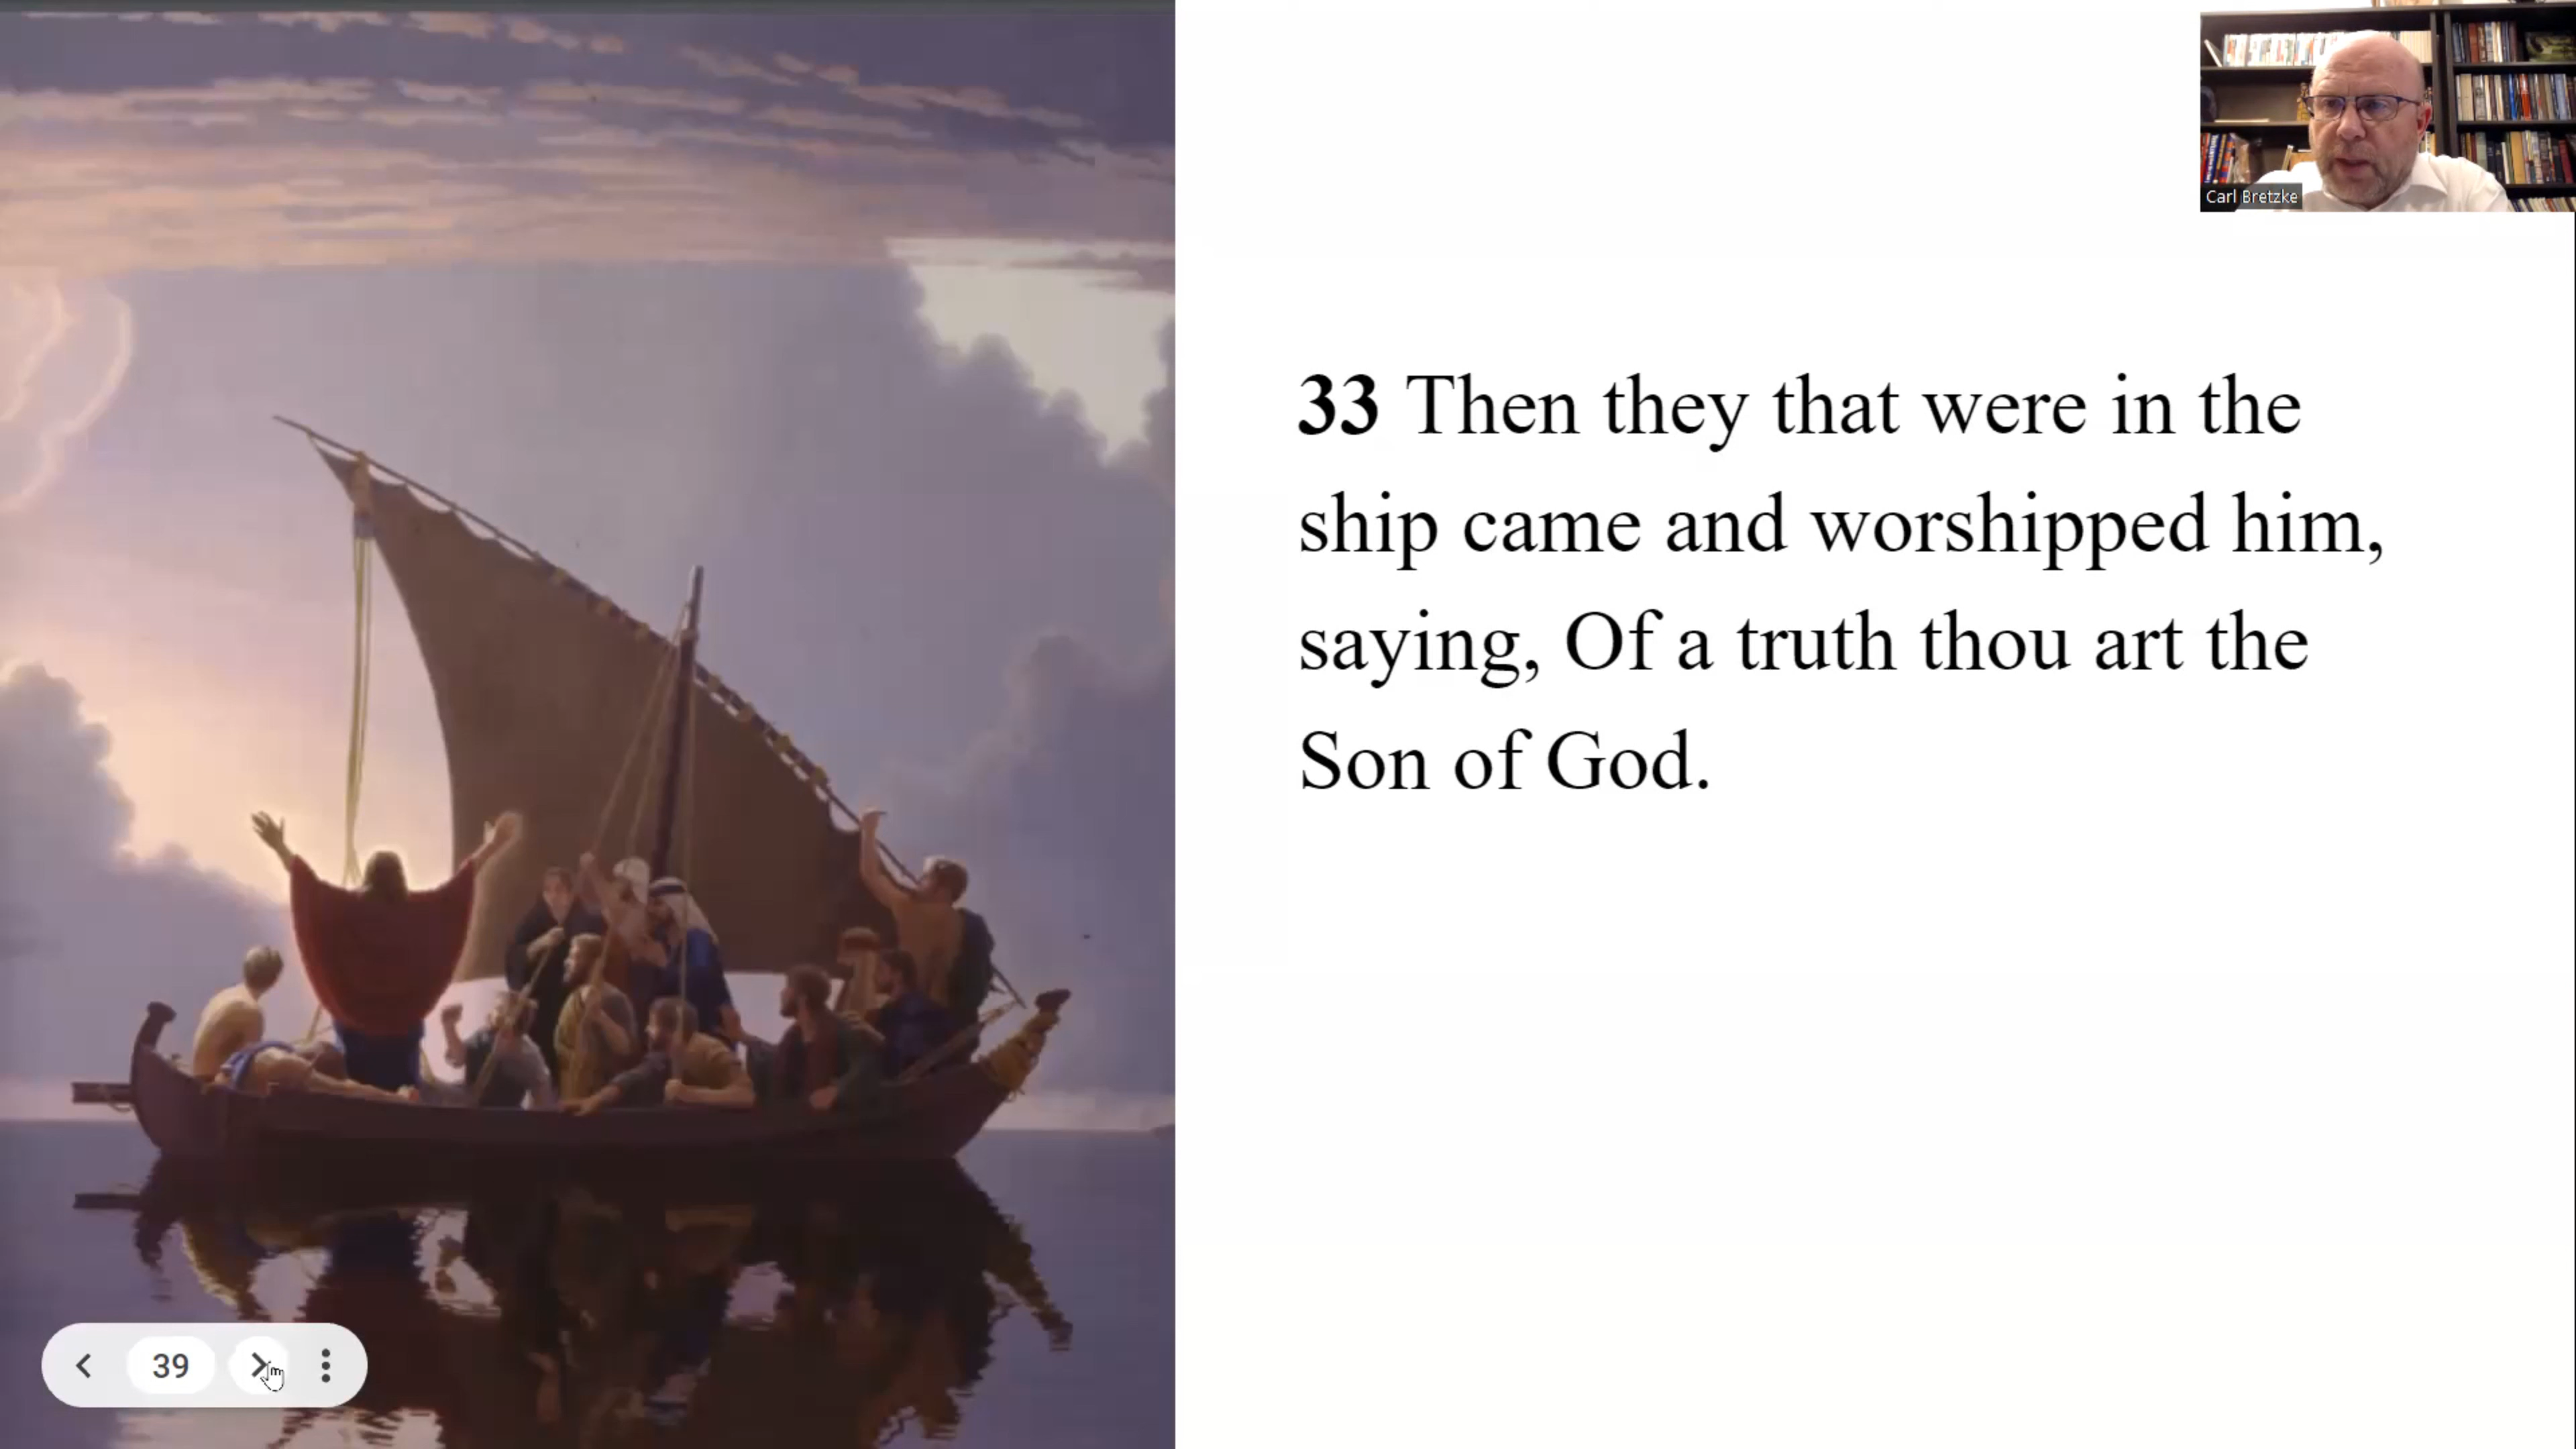 Carl Bretzke
33 Then they that were in the
ship came and worshipped him,
saying, Of a truth thou art the
Son of God.
39